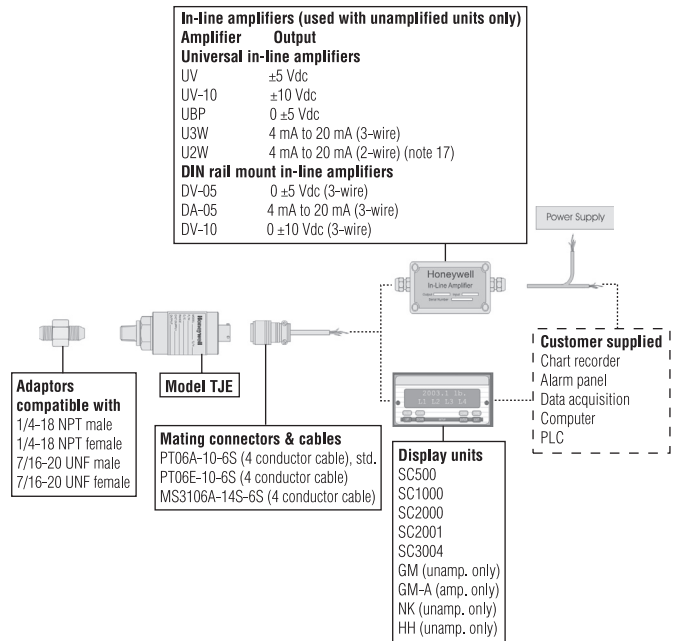 In-line amplifiers (used with unamplified units only)
Amplifier Output
Universal in-line amplifiers
UV ±5 Vdc
UV-10 ±10 Vdc
UBP 0 ±5 Vdc
U3W 4 mA to 20 mA (3-wire)
U2W 4 mA to 20 mA (2-wire) (note 17)
DIN rail mount in-line amplifiers
DV-05 0 ±5 Vdc (3-wire)
DA-05 4 mA to 20 mA (3-wire)
DV-10 0 ±10 Vdc (3-wire)
Power Supply
Honeywell
In-Line Amplifier
Honeywell
Adaptors
compatible with
1/4-18 NPT male
1/4-18 NPT female
7/16-20 UNF male
7/16-20 UNF female
Model TJE
Mating connectors & cables
PT06A-10-6S (4 conductor cable), std.
PT06E-10-6S (4 conductor cable)
MS3106A-14S-6S (4 conductor cable)
2003.1 lb.
L1 L2 L3 L4
Display units
SC500
SC1000
SC2000
SC2001
SC3004
GM (unamp. only)
GM-A (amp. only)
NK (unamp. only)
HH (unamp. only)
Customer supplied
Chart recorder
Alarm panel
Data acquisition
Computer
PLC